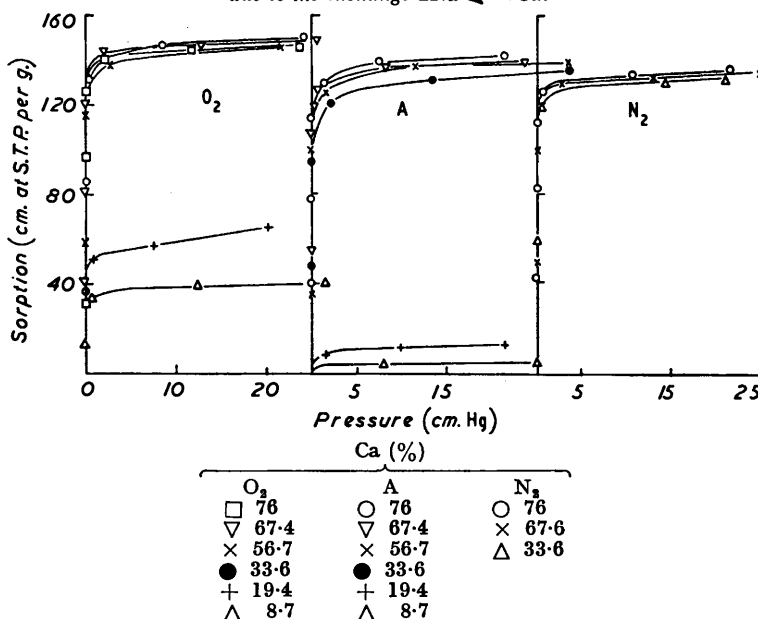 160
120
80
40
Sorption (cm. at S.T.P. per g.)
O₂
A
N₂
0 10 20 5 15 5 15 25
Pressure (cm. Hg)
Ca (%)
O₂ A N₂
□ 76 ○ 76 ○ 76
▽ 67·4 ▽ 67·4 × 67·6
× 56·7 × 56·7 △ 33·6
● 33·6 ● 33·6
+ 19·4 + 19·4
△ 8·7 △ 8·7